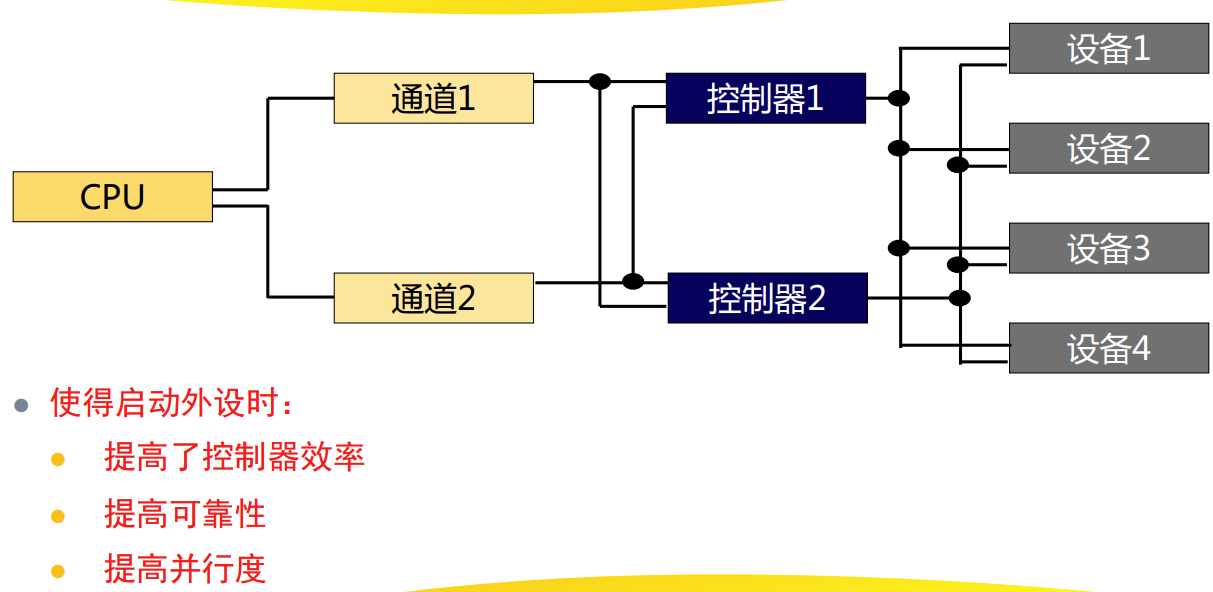 设备1
通道1
控制器1
设备2
CPU
设备3
通道2
控制器2
设备4
使得启动外设时：
提高了控制器效率
提高可靠性
提高并行度